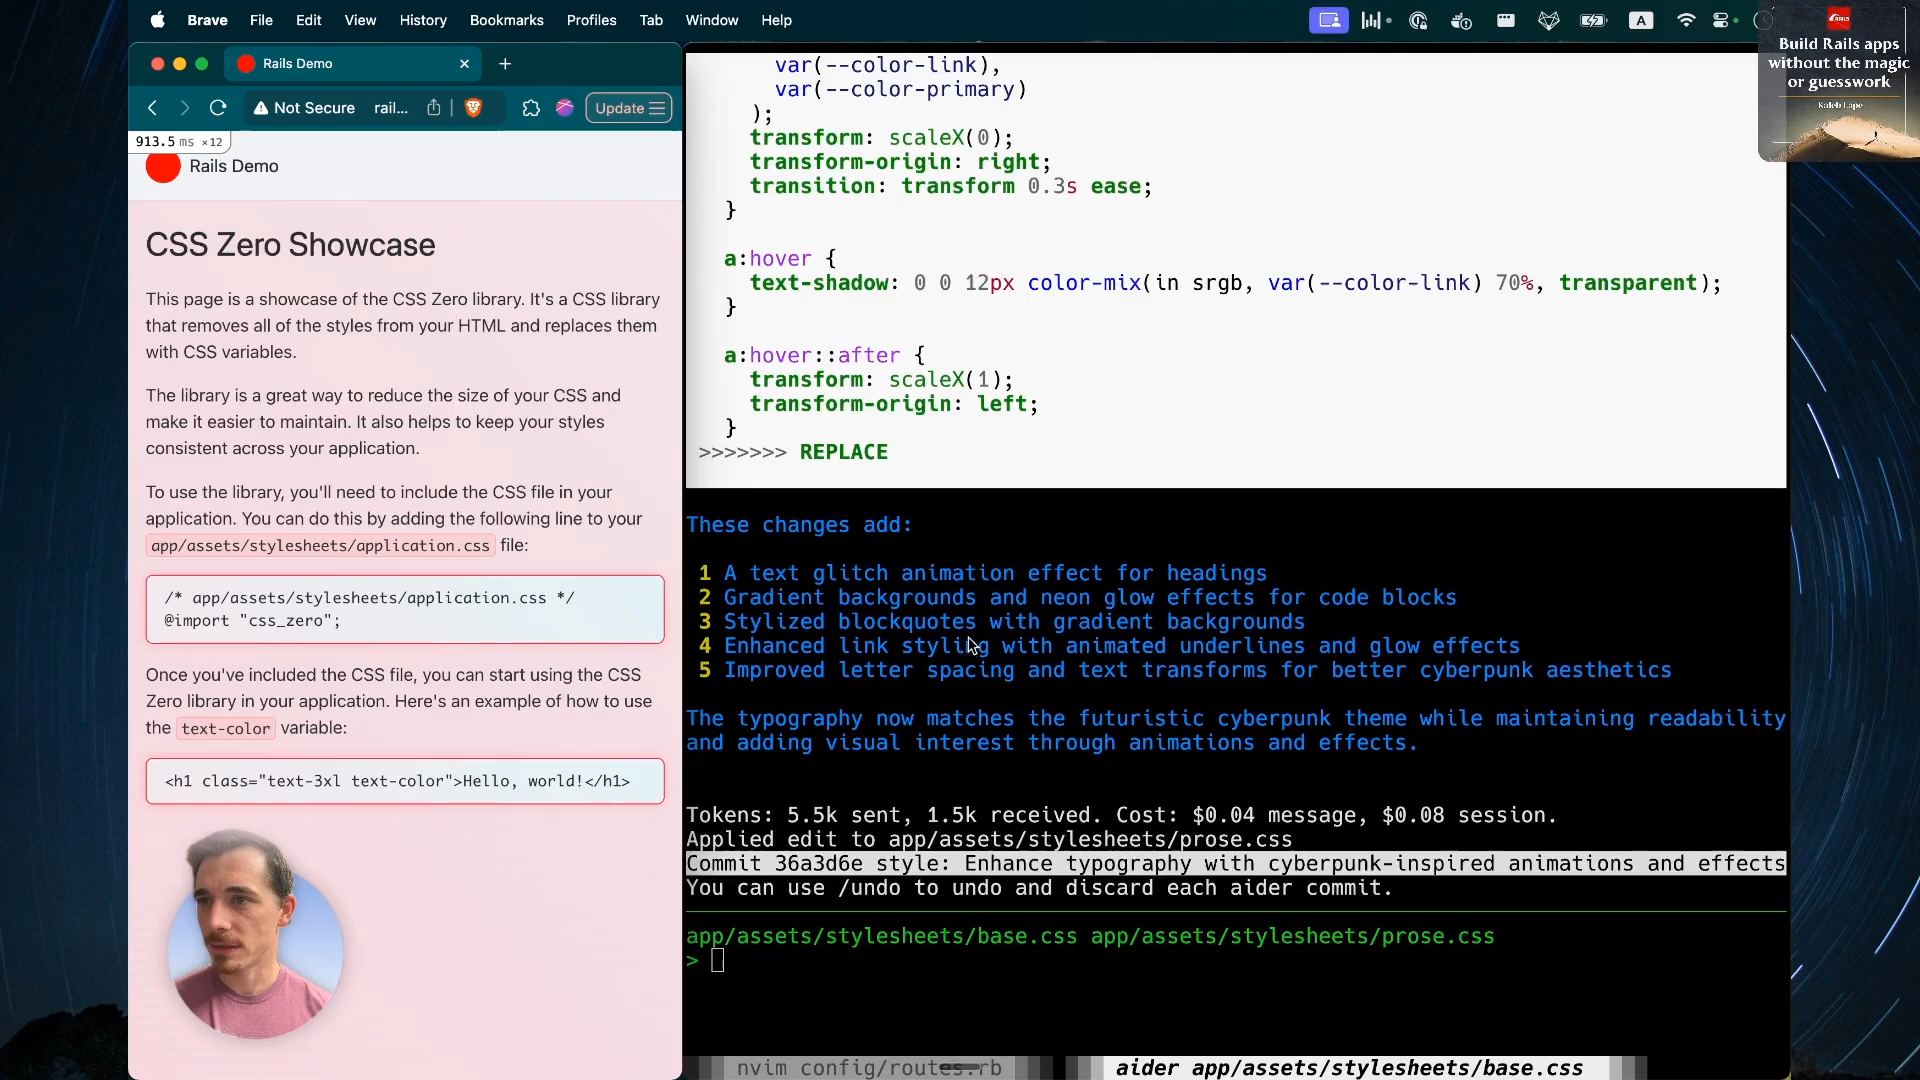 Brave File Edit View History Bookmarks Profiles Tab Window Help
A
RAILS
Build Rails apps
without the magic
or guesswork
Kaleb Lape
Rails Demo
Not Secure rail... Update
913.5 ms ×12
Rails Demo
CSS Zero Showcase
This page is a showcase of the CSS Zero library. It's a CSS library
that removes all of the styles from your HTML and replaces them
with CSS variables.
The library is a great way to reduce the size of your CSS and
make it easier to maintain. It also helps to keep your styles
consistent across your application.
To use the library, you'll need to include the CSS file in your
application. You can do this by adding the following line to your
app/assets/stylesheets/application.css file:
/* app/assets/stylesheets/application.css */
@import "css_zero";
Once you've included the CSS file, you can start using the CSS
Zero library in your application. Here's an example of how to use
the text-color variable:
<h1 class="text-3xl text-color">Hello, world!</h1>
var(--color-link),
var(--color-primary)
);
transform: scaleX(0);
transform-origin: right;
transition: transform 0.3s ease;
}
a:hover {
text-shadow: 0 0 12px color-mix(in srgb, var(--color-link) 70%, transparent);
}
a:hover::after {
transform: scaleX(1);
transform-origin: left;
}
>>>>>>> REPLACE
These changes add:
1 A text glitch animation effect for headings
2 Gradient backgrounds and neon glow effects for code blocks
3 Stylized blockquotes with gradient backgrounds
4 Enhanced link styling with animated underlines and glow effects
5 Improved letter spacing and text transforms for better cyberpunk aesthetics
The typography now matches the futuristic cyberpunk theme while maintaining readability
and adding visual interest through animations and effects.
Tokens: 5.5k sent, 1.5k received. Cost: $0.04 message, $0.08 session.
Applied edit to app/assets/stylesheets/prose.css
Commit 36a3d6e style: Enhance typography with cyberpunk-inspired animations and effects
You can use /undo to undo and discard each aider commit.
app/assets/stylesheets/base.css app/assets/stylesheets/prose.css
>
nvim config/routes.rb aider app/assets/stylesheets/base.css